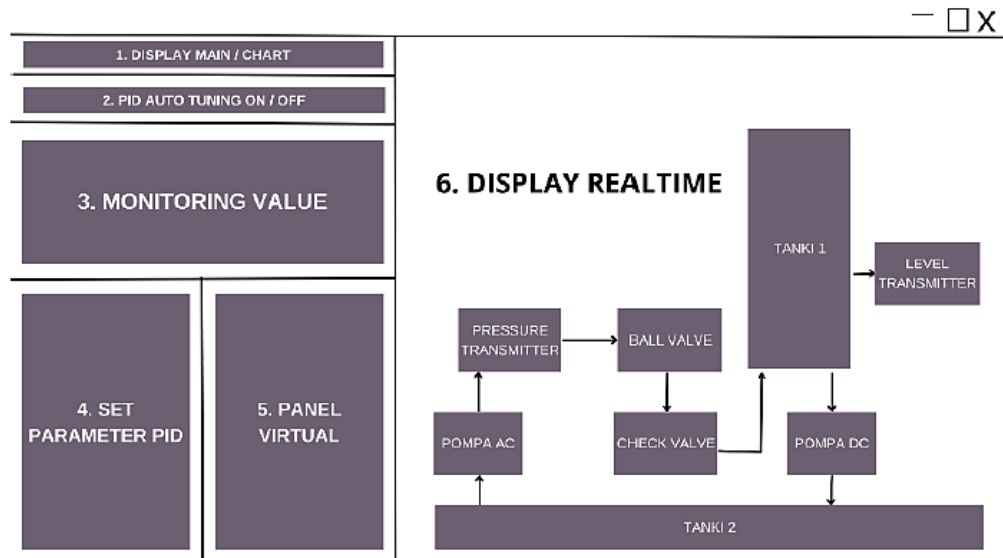 1. DISPLAY MAIN / CHART
2. PID AUTO TUNING ON / OFF
3. MONITORING VALUE
4. SET
PARAMETER PID
5. PANEL
VIRTUAL
6. DISPLAY REALTIME
TANKI 1
LEVEL
TRANSMITTER
PRESSURE
TRANSMITTER
BALL VALVE
POMPA AC
CHECK VALVE
POMPA DC
TANKI 2